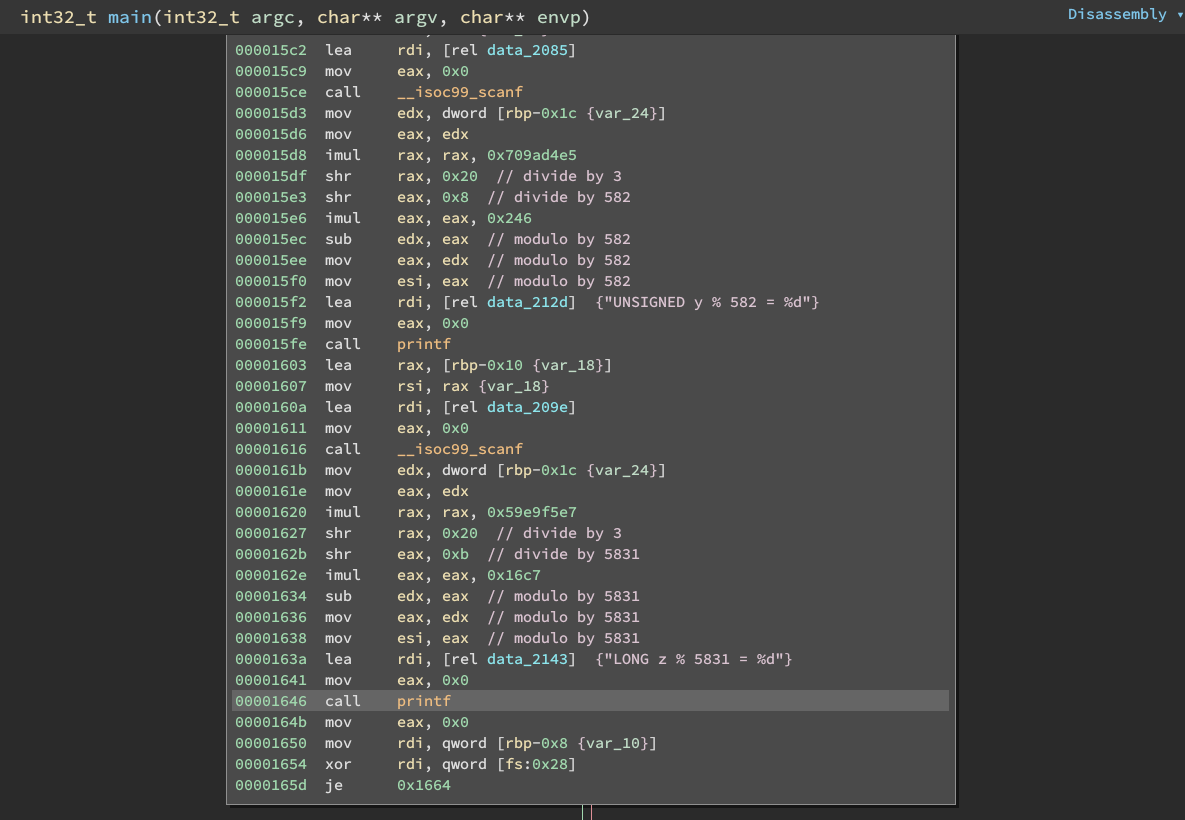 int32_t main(int32_t argc, char** argv, char** envp)
Disassembly ▾
000015c2 lea rdi, [rel data_2085]
000015c9 mov eax, 0x0
000015ce call __isoc99_scanf
000015d3 mov edx, dword [rbp-0x1c {var_24}]
000015d6 mov eax, edx
000015d8 imul rax, rax, 0x709ad4e5
000015df shr rax, 0x20 // divide by 3
000015e3 shr eax, 0x8 // divide by 582
000015e6 imul eax, eax, 0x246
000015ec sub edx, eax // modulo by 582
000015ee mov eax, edx // modulo by 582
000015f0 mov esi, eax // modulo by 582
000015f2 lea rdi, [rel data_212d] {"UNSIGNED y % 582 = %d"}
000015f9 mov eax, 0x0
000015fe call printf
00001603 lea rax, [rbp-0x10 {var_18}]
00001607 mov rsi, rax {var_18}
0000160a lea rdi, [rel data_209e]
00001611 mov eax, 0x0
00001616 call __isoc99_scanf
0000161b mov edx, dword [rbp-0x1c {var_24}]
0000161e mov eax, edx
00001620 imul rax, rax, 0x59e9f5e7
00001627 shr rax, 0x20 // divide by 3
0000162b shr eax, 0xb // divide by 5831
0000162e imul eax, eax, 0x16c7
00001634 sub edx, eax // modulo by 5831
00001636 mov eax, edx // modulo by 5831
00001638 mov esi, eax // modulo by 5831
0000163a lea rdi, [rel data_2143] {"LONG z % 5831 = %d"}
00001641 mov eax, 0x0
00001646 call printf
0000164b mov eax, 0x0
00001650 mov rdi, qword [rbp-0x8 {var_10}]
00001654 xor rdi, qword [fs:0x28]
0000165d je 0x1664